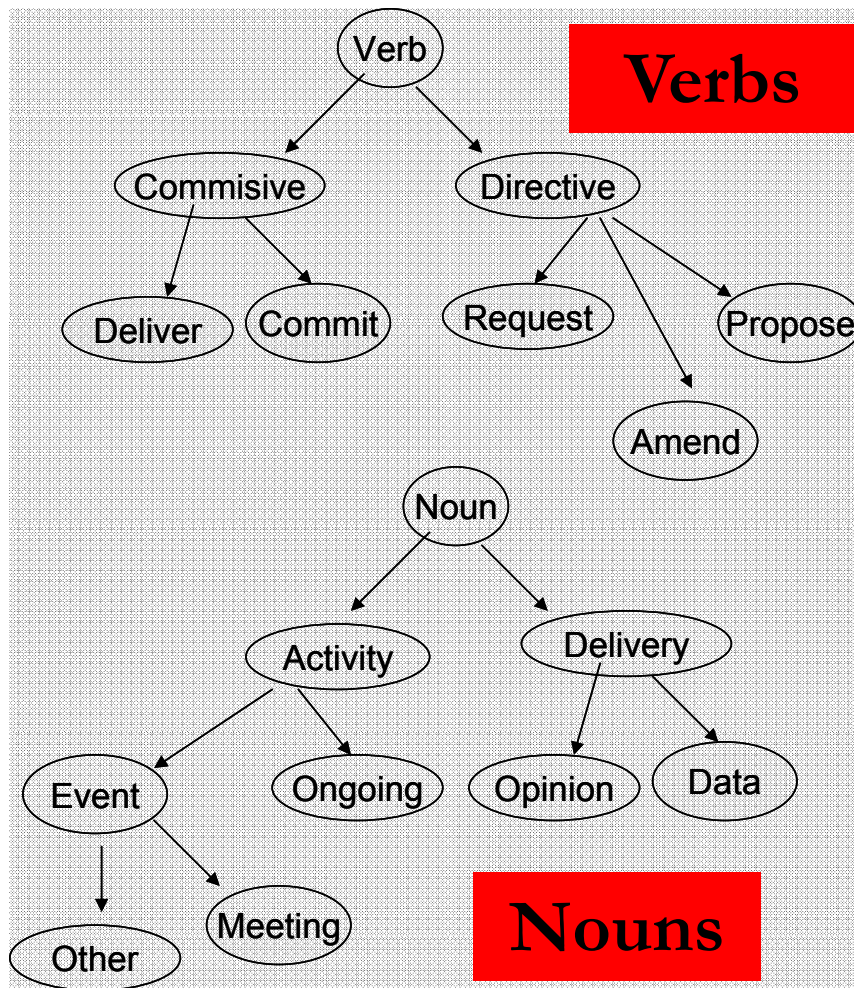 Verb
Verbs
Commisive
Directive
Deliver
Commit
Request
Propose
Amend
Noun
Activity
Delivery
Event
Ongoing
Opinion
Data
Other
Meeting
Nouns